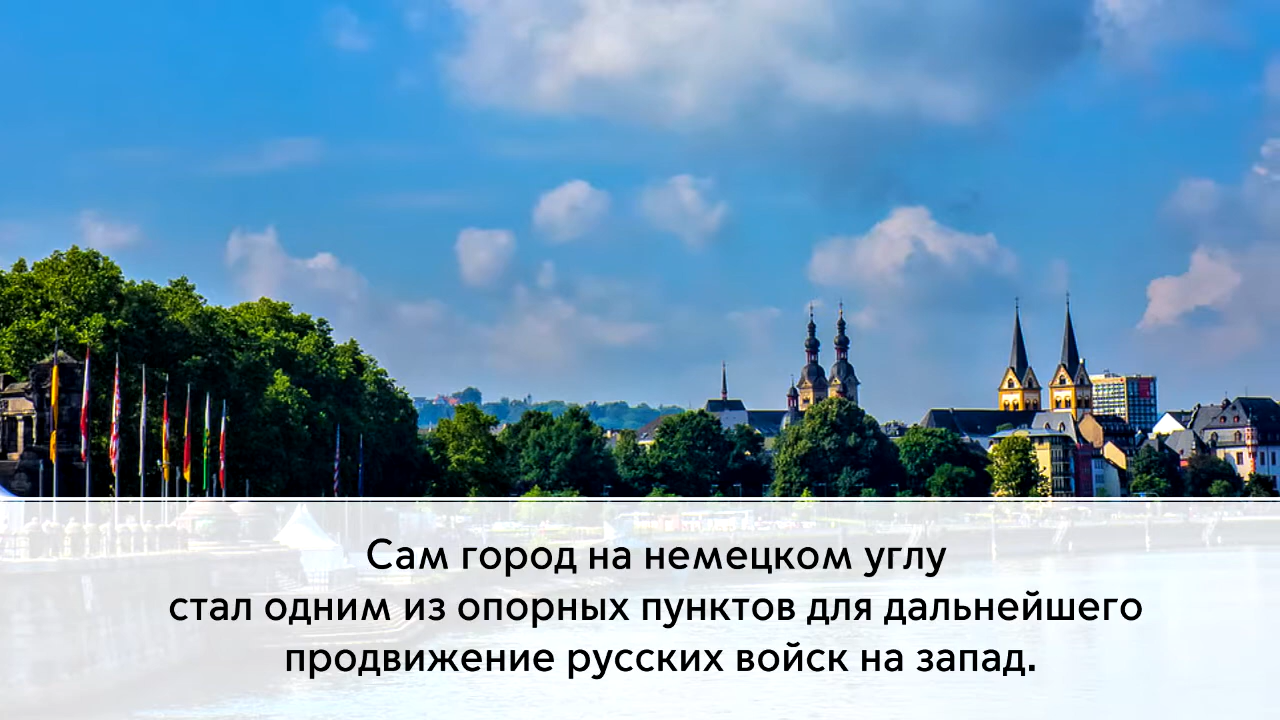 Сам город на немецком углу
стал одним из опорных пунктов для дальнейшего
продвижение русских войск на запад.